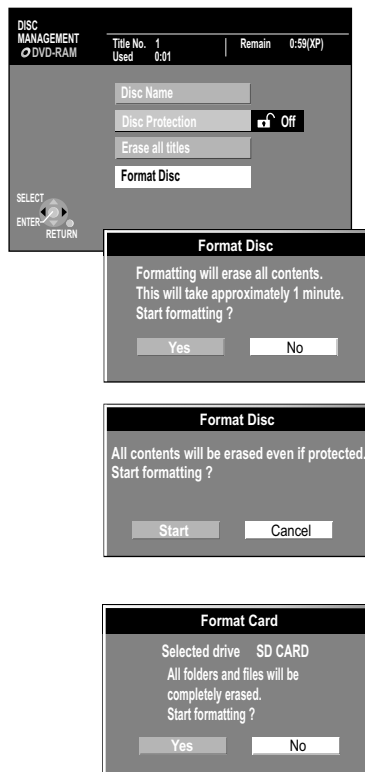 DISC
MANAGEMENT
DVD-RAM
Title No. 1 Remain 0:59(XP)
Used 0:01
Disc Name
Disc Protection Off
Erase all titles
Format Disc
SELECT
ENTER
RETURN
Format Disc
Formatting will erase all contents.
This will take approximately 1 minute.
Start formatting ?
Yes No
Format Disc
All contents will be erased even if protected.
Start formatting ?
Start Cancel
Format Card
Selected drive SD CARD
All folders and files will be
completely erased.
Start formatting ?
Yes No